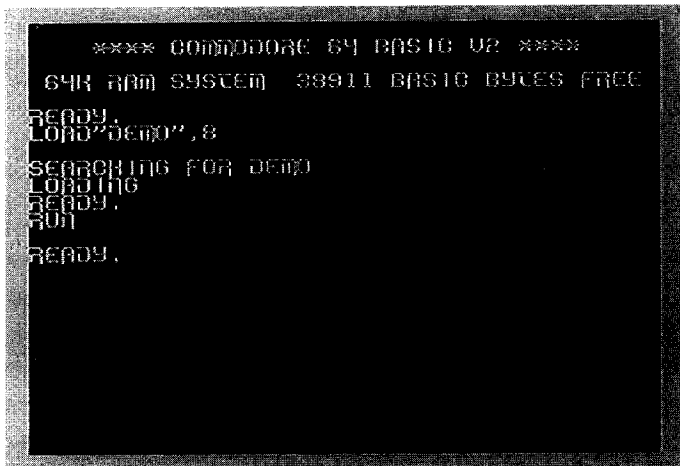 **** COMMODORE 64 BASIC V2 ****
64K RAM SYSTEM 38911 BASIC BYTES FREE
READY.
LOAD"DEMO",8
SEARCHING FOR DEMO
LOADING
READY.
RUN
READY.